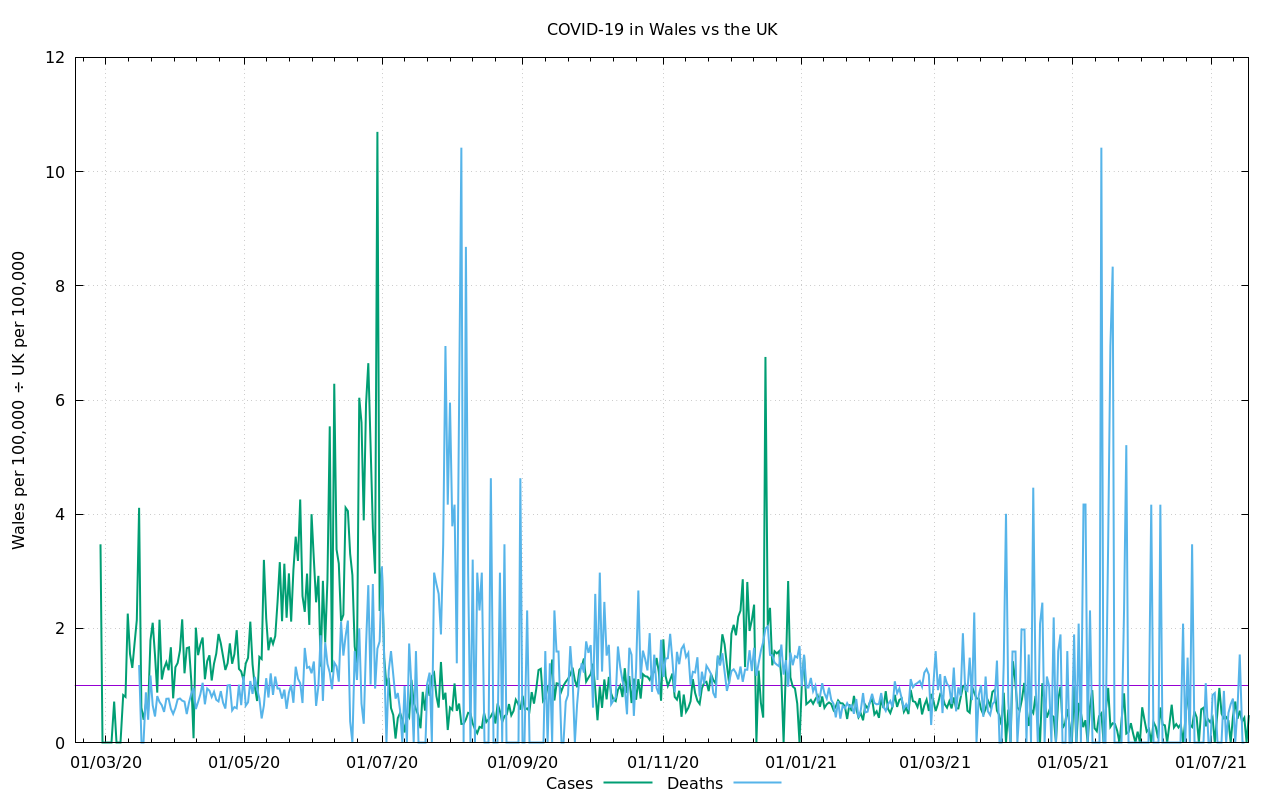 COVID-19 in Wales vs the UK
Wales per 100,000 ÷ UK per 100,000
12
10
8
6
4
2
0
01/03/20 01/05/20 01/07/20 01/09/20 01/11/20 01/01/21 01/03/21 01/05/21 01/07/21
Cases Deaths